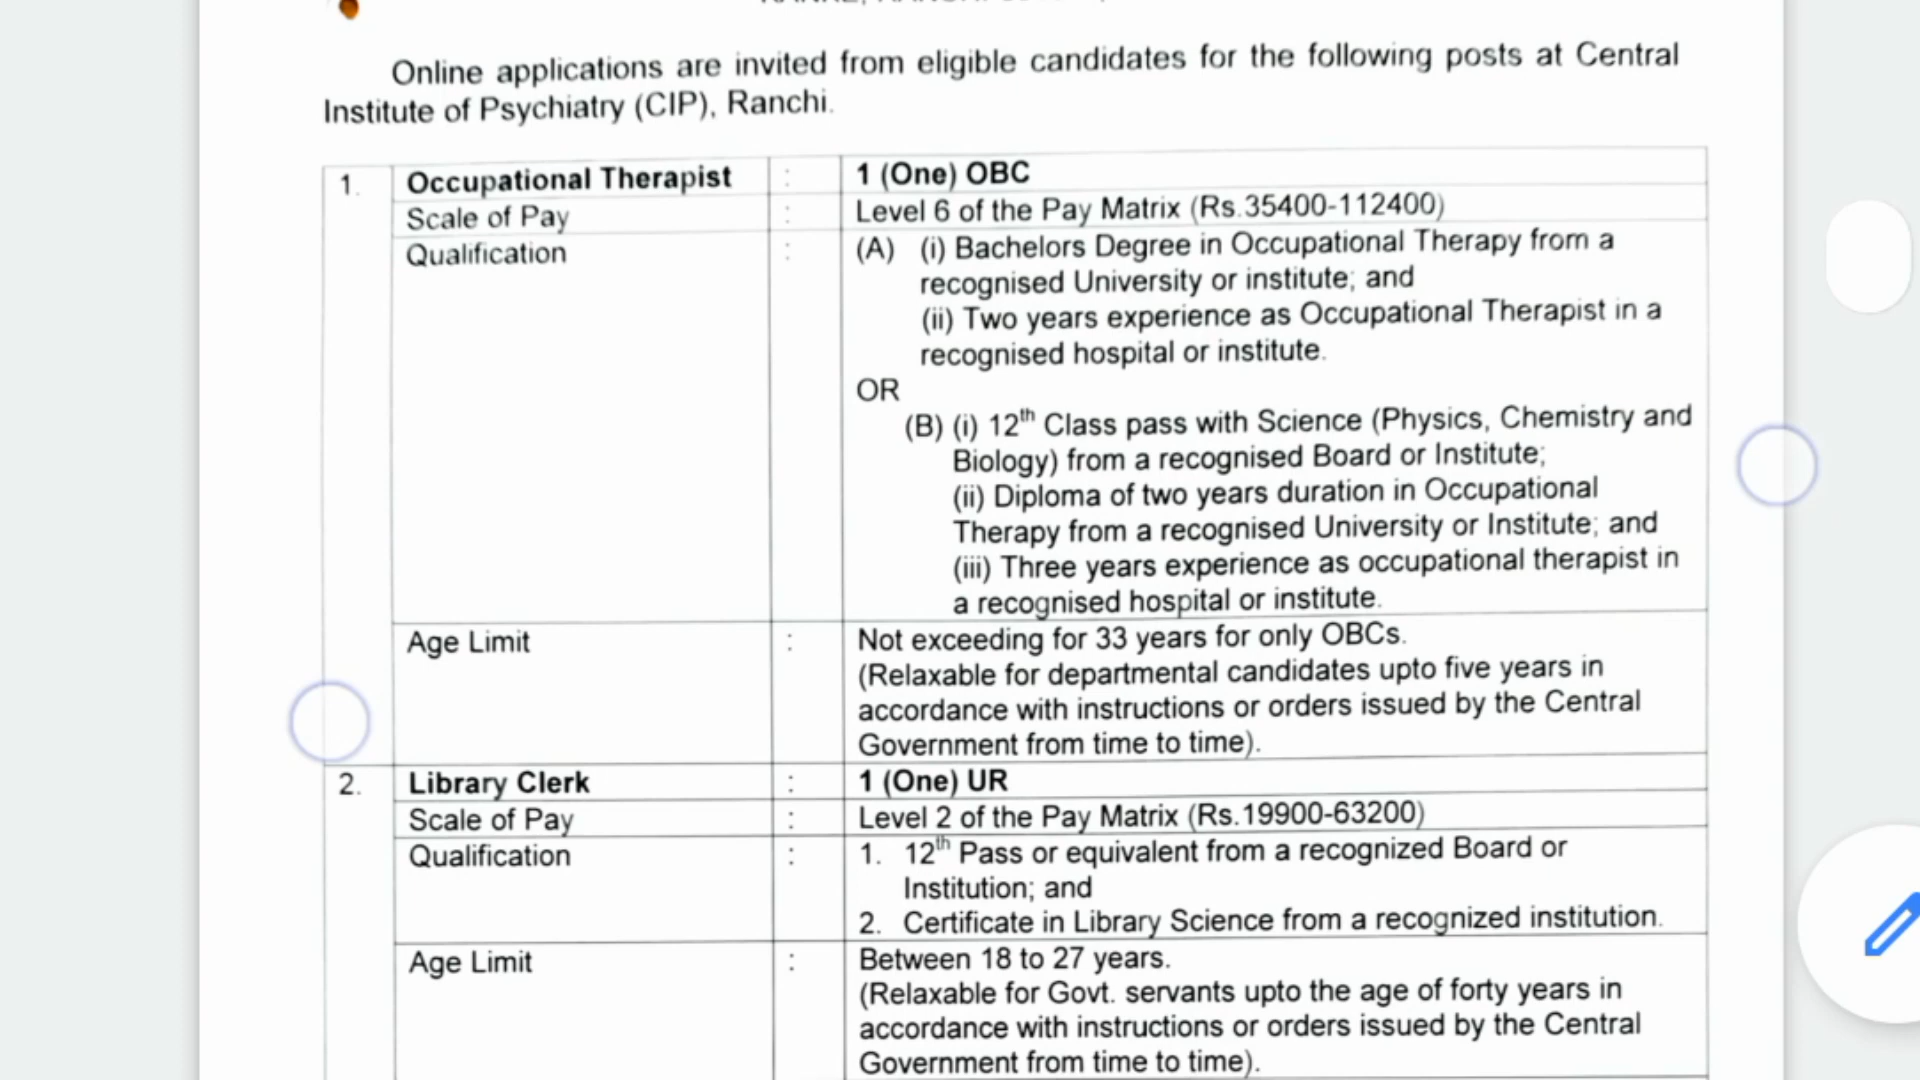 Online applications are invited from eligible candidates for the following posts at Central
Institute of Psychiatry (CIP), Ranchi.
1. Occupational Therapist : 1 (One) OBC
Scale of Pay : Level 6 of the Pay Matrix (Rs.35400-112400)
Qualification : (A) (i) Bachelors Degree in Occupational Therapy from a
recognised University or institute; and
(ii) Two years experience as Occupational Therapist in a
recognised hospital or institute.
OR
(B) (i) 12th Class pass with Science (Physics, Chemistry and
Biology) from a recognised Board or Institute;
(ii) Diploma of two years duration in Occupational
Therapy from a recognised University or Institute; and
(iii) Three years experience as occupational therapist in
a recognised hospital or institute.
Age Limit : Not exceeding for 33 years for only OBCs.
(Relaxable for departmental candidates upto five years in
accordance with instructions or orders issued by the Central
Government from time to time).
2. Library Clerk : 1 (One) UR
Scale of Pay : Level 2 of the Pay Matrix (Rs.19900-63200)
Qualification : 1. 12th Pass or equivalent from a recognized Board or
Institution; and
2. Certificate in Library Science from a recognized institution.
Age Limit : Between 18 to 27 years.
(Relaxable for Govt. servants upto the age of forty years in
accordance with instructions or orders issued by the Central
Government from time to time).